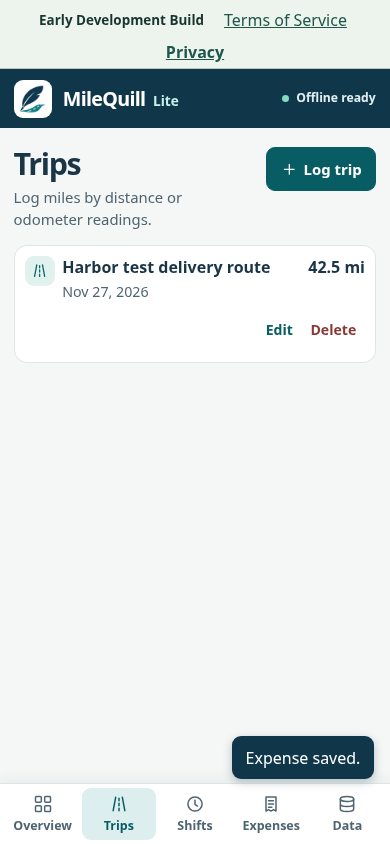 Early Development Build Terms of Service
Privacy
MileQuill Lite
Offline ready
Trips
+ Log trip
Log miles by distance or
odometer readings.
Harbor test delivery route 42.5 mi
Nov 27, 2026
Edit Delete
Expense saved.
Overview Trips Shifts Expenses Data